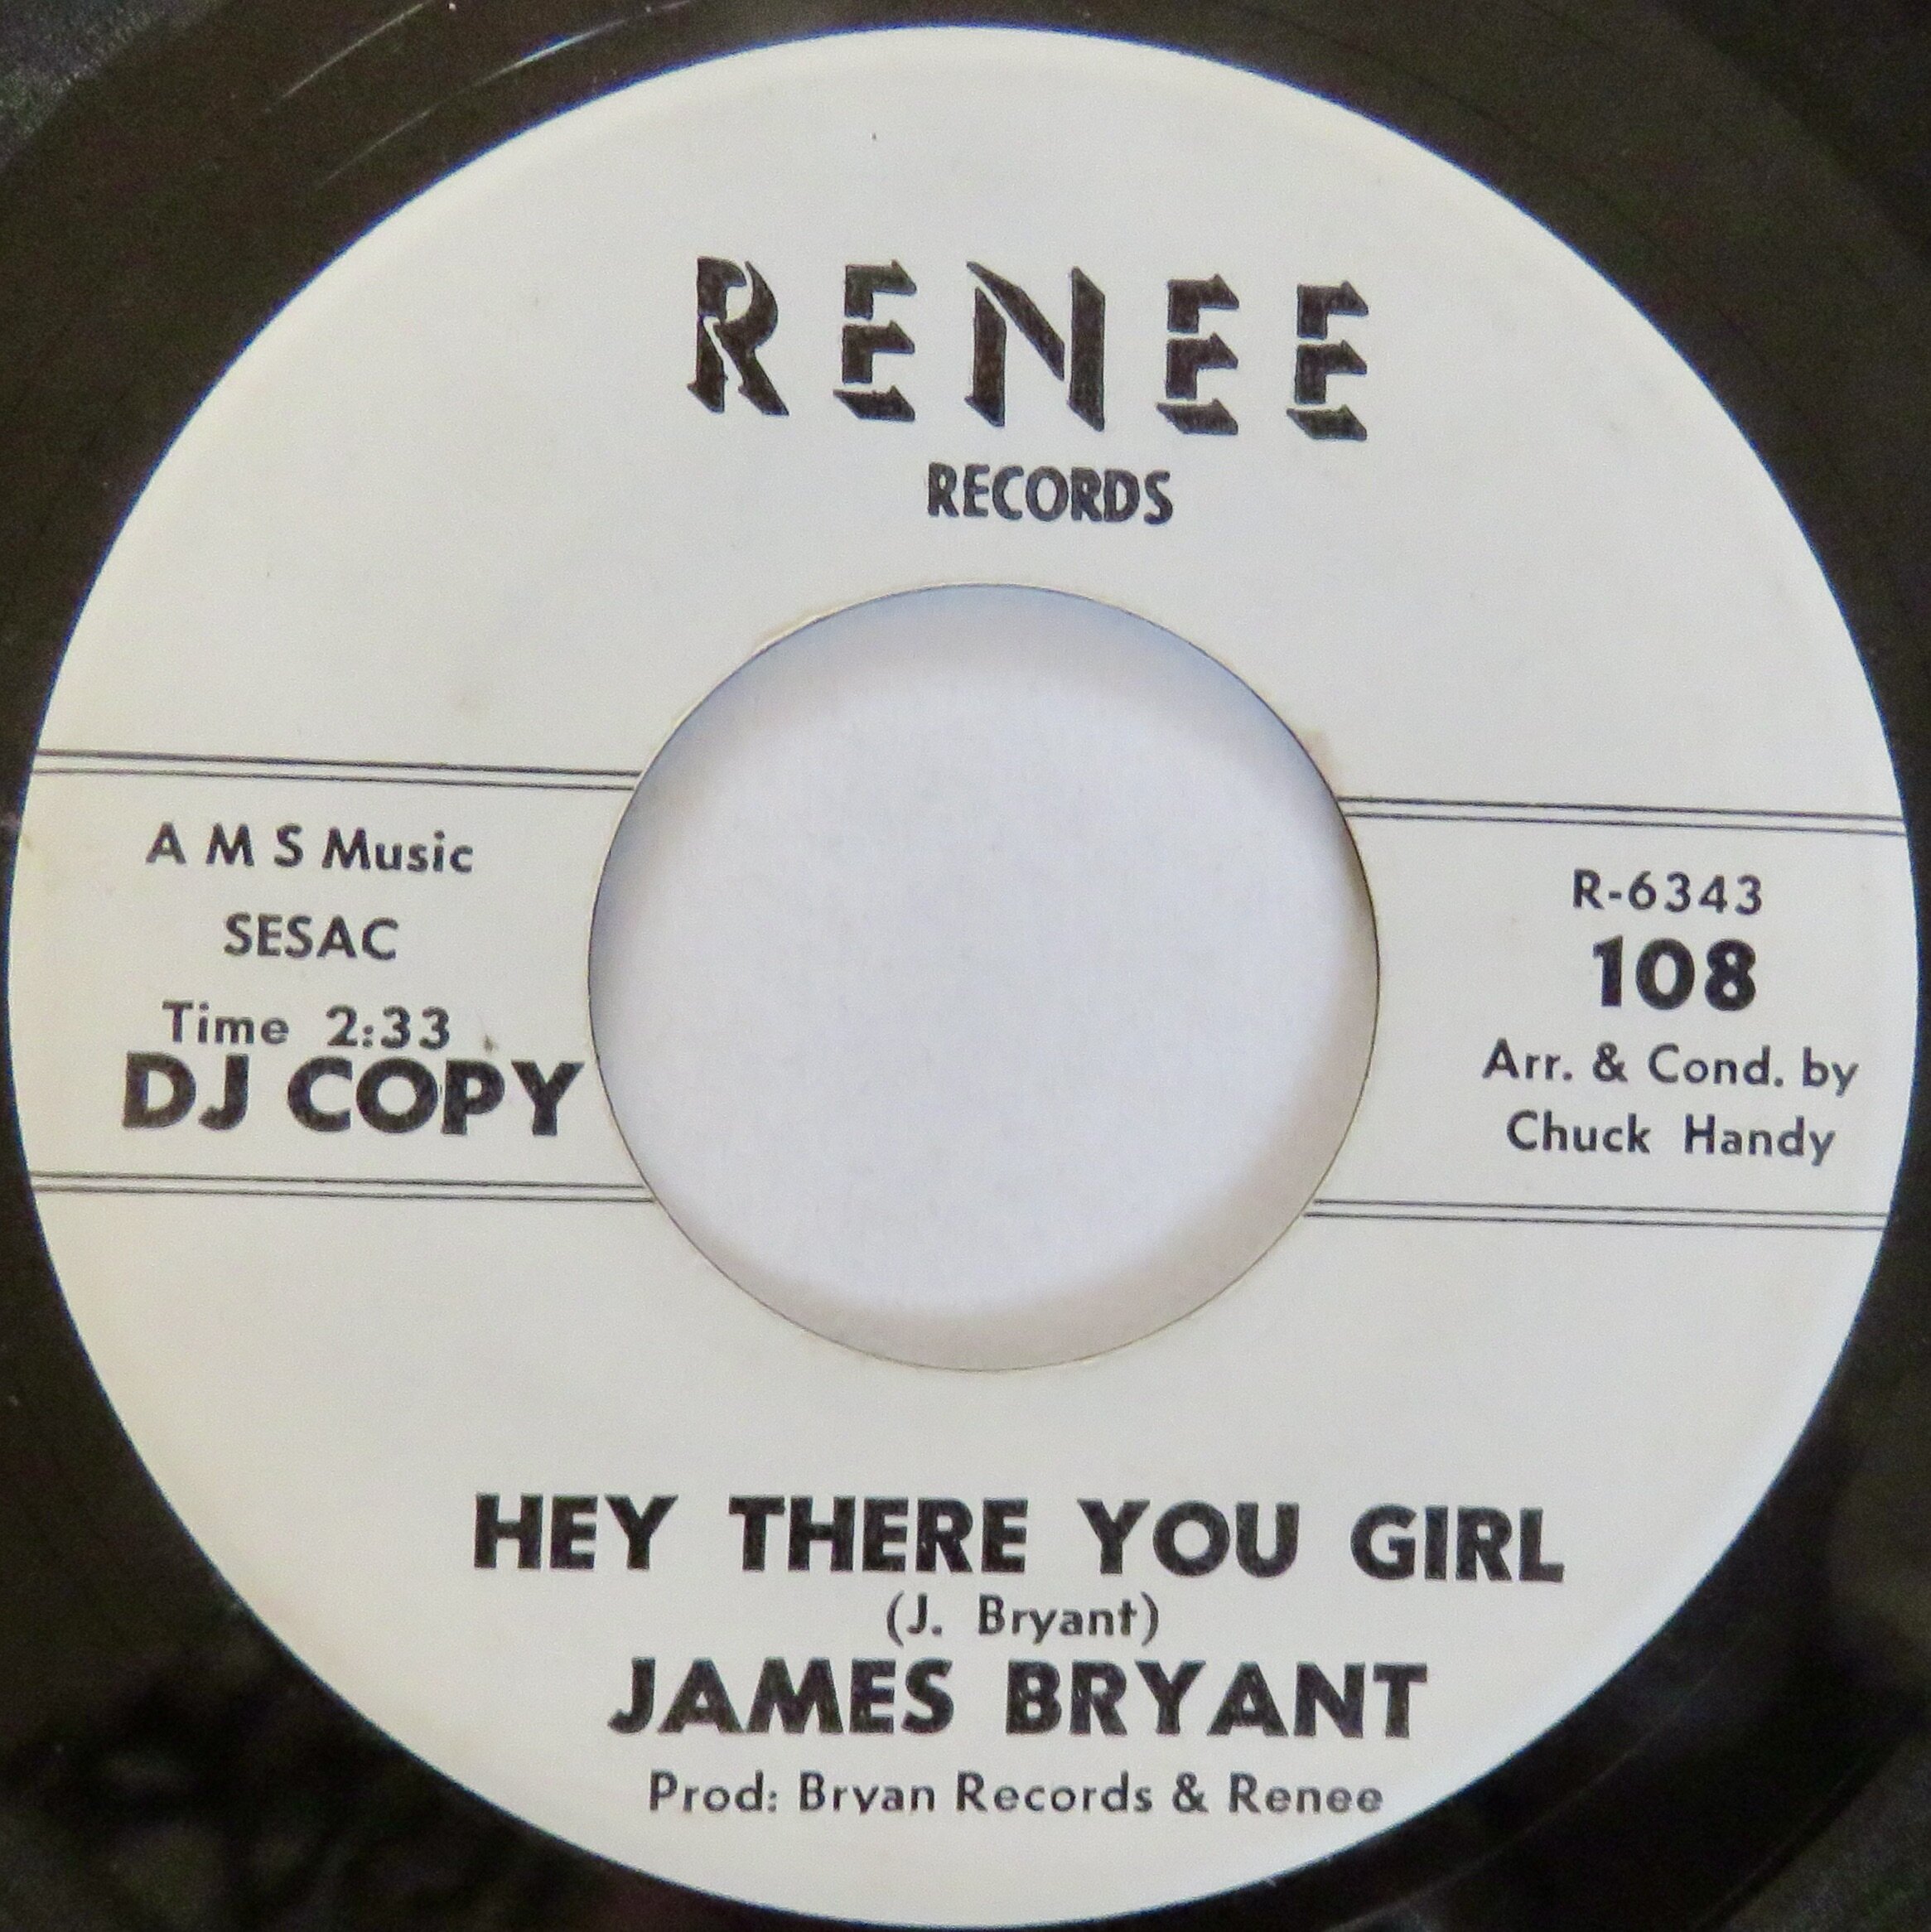 RENEE
RECORDS
A M S Music
SESAC
Time 2:33
DJ COPY
R-6343
108
Arr. & Cond. by
Chuck Handy
HEY THERE YOU GIRL
(J. Bryant)
JAMES BRYANT
Prod: Bryan Records & Renee